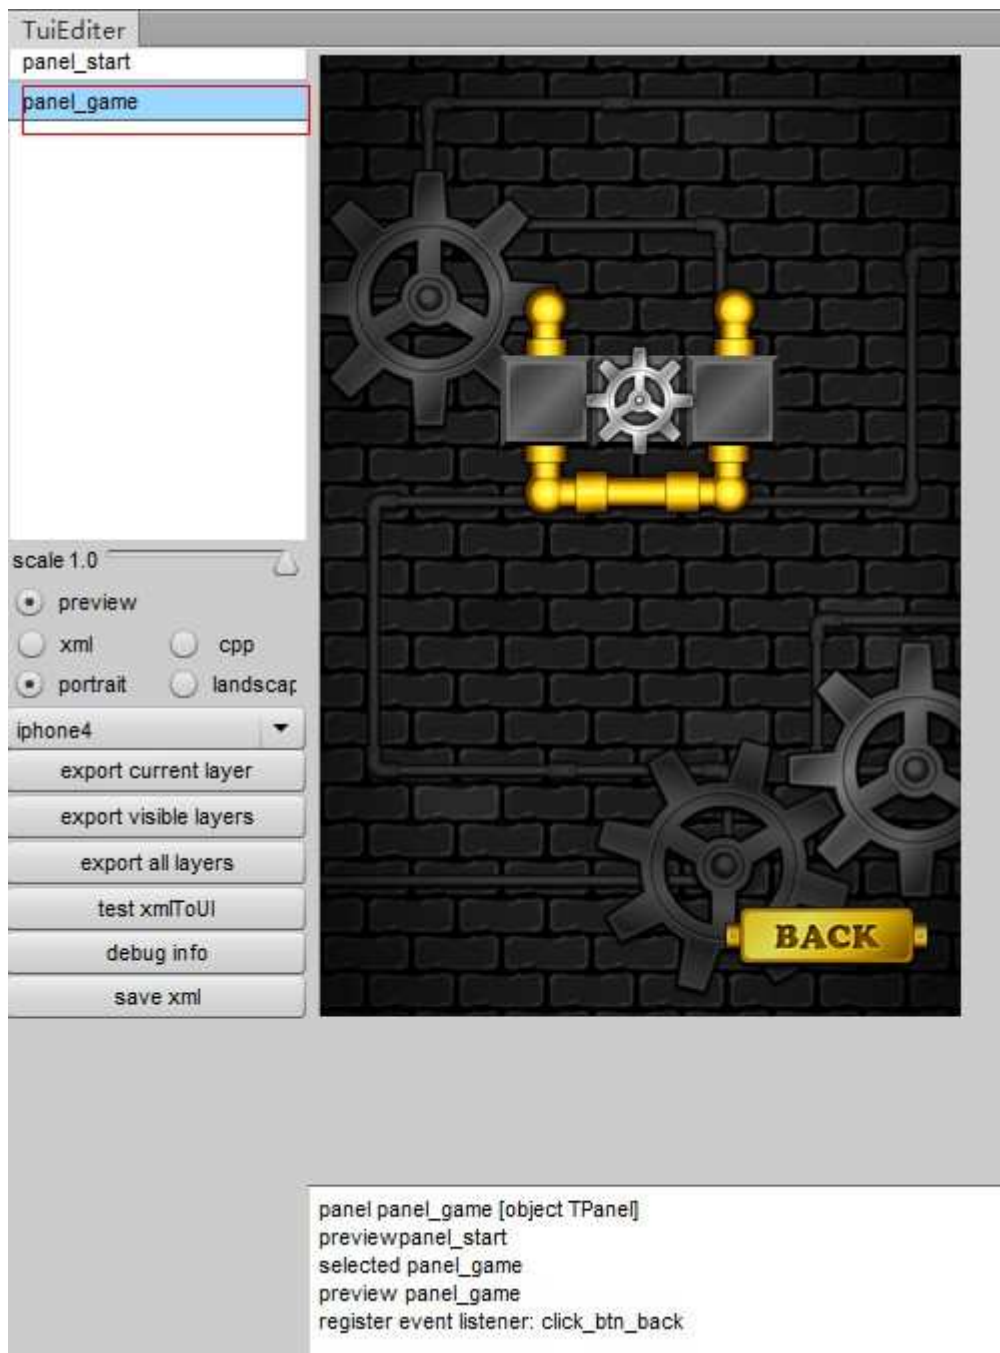 TuiEditer
panel_start
panel_game
scale 1.0
preview
xml cpp
portrait landscap
iphone4
export current layer
export visible layers
export all layers
test xmlToUI
debug info
save xml
BACK
panel panel_game [object TPanel]
previewpanel_start
selected panel_game
preview panel_game
register event listener: click_btn_back